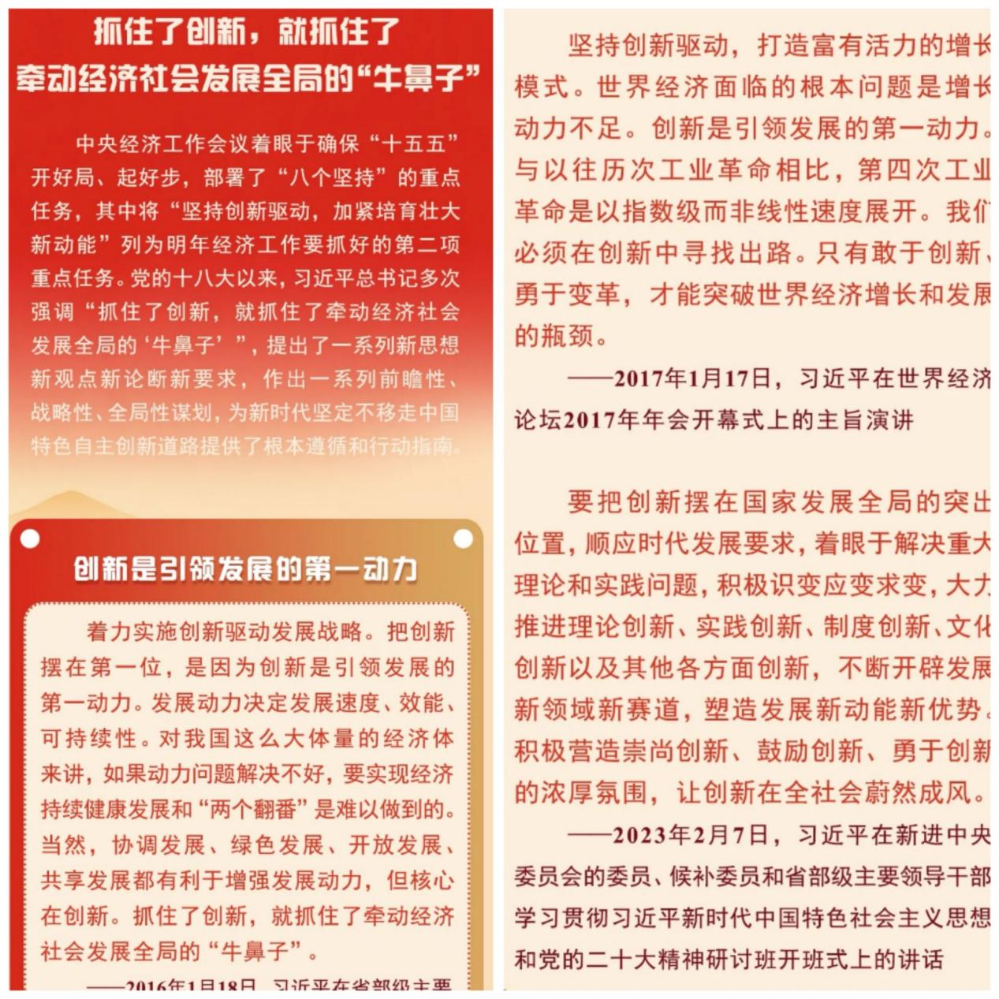 抓住了创新，就抓住了
牵动经济社会发展全局的“牛鼻子”
中央经济工作会议着眼于确保“十五五”
开好局、起好步，部署了“八个坚持”的重点
任务，其中将“坚持创新驱动，加紧培育壮大
新动能”列为明年经济工作要抓好的第二项
重点任务。党的十八大以来，习近平总书记多次
强调“抓住了创新，就抓住了牵动经济社会
发展全局的‘牛鼻子’”，提出了一系列新思想
新观点新论断新要求，作出一系列前瞻性、
战略性、全局性谋划，为新时代坚定不移走中国
特色自主创新道路提供了根本遵循和行动指南。
创新是引领发展的第一动力
着力实施创新驱动发展战略。把创新
摆在第一位，是因为创新是引领发展的
第一动力。发展动力决定发展速度、效能、
可持续性。对我国这么大体量的经济体
来讲，如果动力问题解决不好，要实现经济
持续健康发展和“两个翻番”是难以做到的。
当然，协调发展、绿色发展、开放发展、
共享发展都有利于增强发展动力，但核心
在创新。抓住了创新，就抓住了牵动经济
社会发展全局的“牛鼻子”。
——2016年1月18日，习近平在省部级主要
坚持创新驱动，打造富有活力的增长
模式。世界经济面临的根本问题是增长
动力不足。创新是引领发展的第一动力。
与以往历次工业革命相比，第四次工业
革命是以指数级而非线性速度展开。我们
必须在创新中寻找出路。只有敢于创新、
勇于变革，才能突破世界经济增长和发展
的瓶颈。
——2017年1月17日，习近平在世界经济
论坛2017年年会开幕式上的主旨演讲
要把创新摆在国家发展全局的突出
位置，顺应时代发展要求，着眼于解决重大
理论和实践问题，积极识变应变求变，大力
推进理论创新、实践创新、制度创新、文化
创新以及其他各方面创新，不断开辟发展
新领域新赛道，塑造发展新动能新优势。
积极营造崇尚创新、鼓励创新、勇于创新
的浓厚氛围，让创新在全社会蔚然成风。
——2023年2月7日，习近平在新进中央
委员会的委员、候补委员和省部级主要领导干部
学习贯彻习近平新时代中国特色社会主义思想
和党的二十大精神研讨班开班式上的讲话